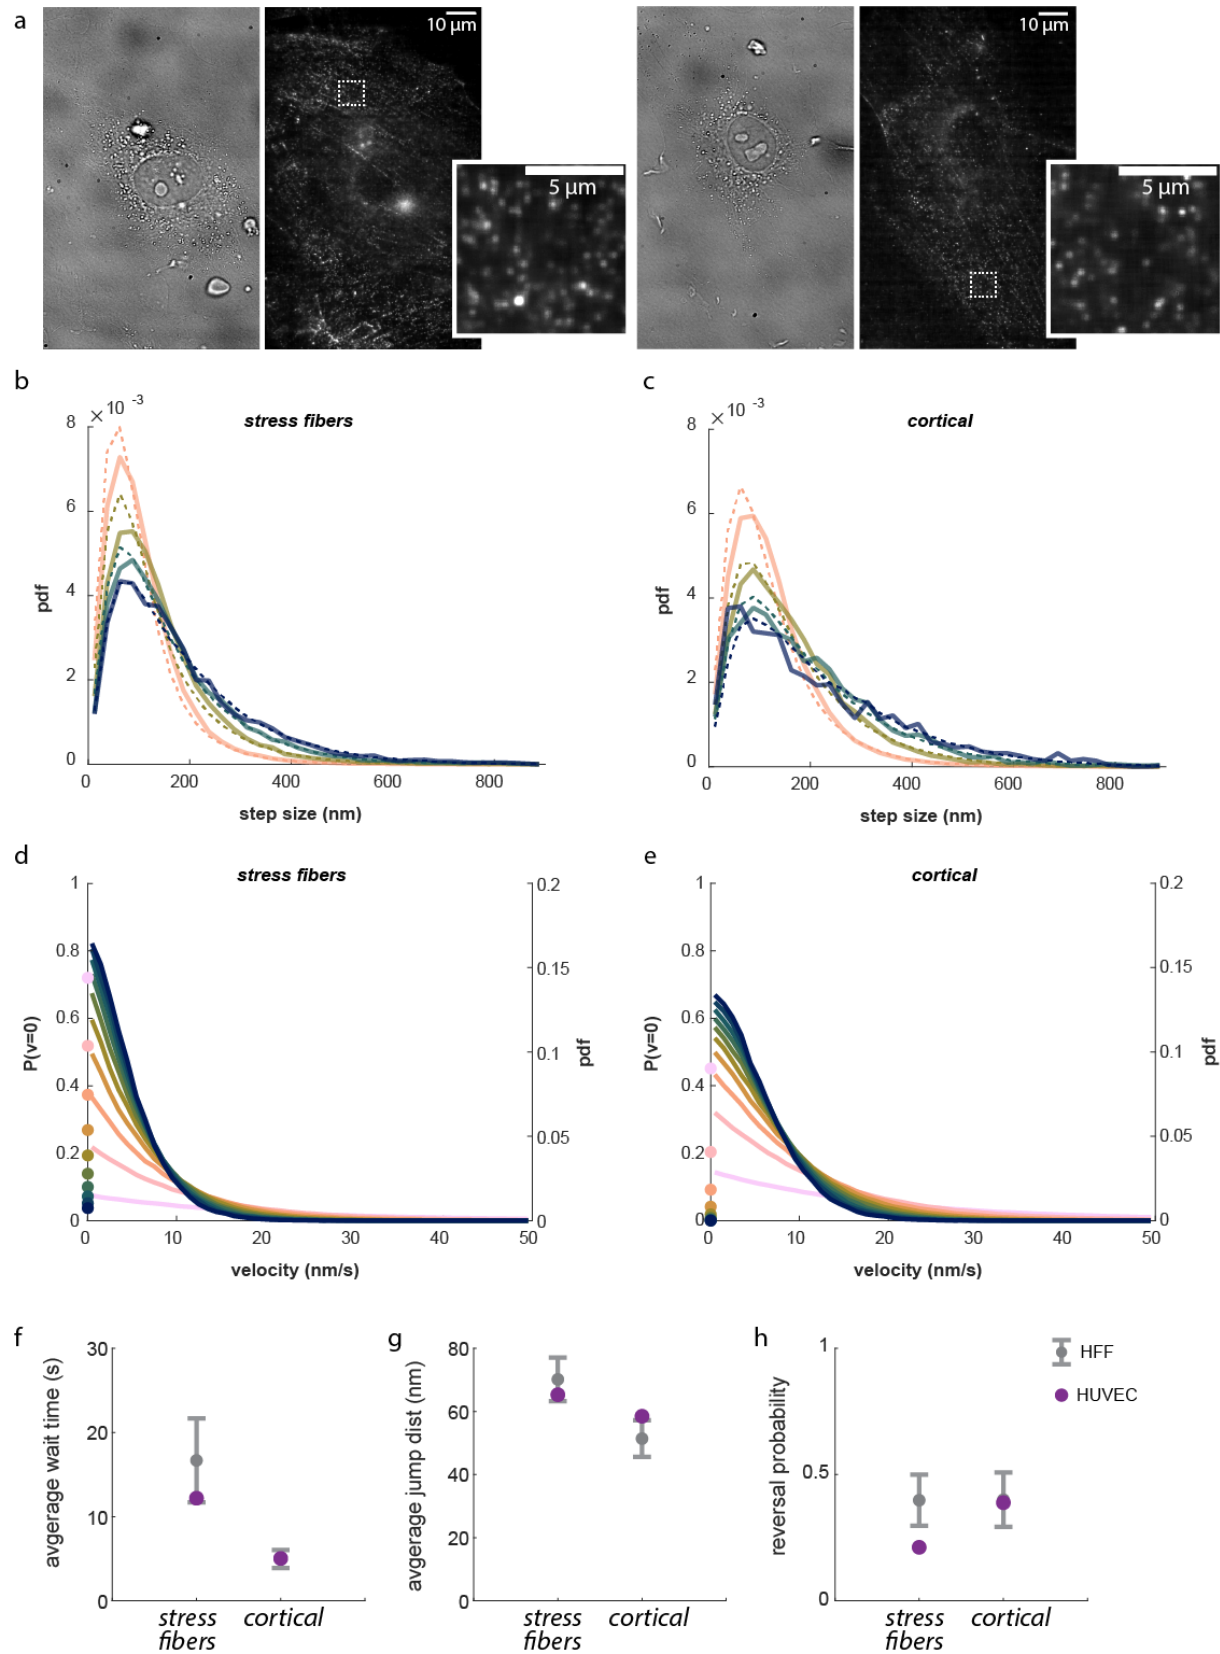 a
10 μm
10 μm
5 μm
5 μm
b
c
× 10 -3
stress fibers
× 10 -3
cortical
8
6
4
2
0
pdf
0 200 400 600 800
step size (nm)
8
6
4
2
0
pdf
0 200 400 600 800
step size (nm)
d
stress fibers
1
0.8
0.6
0.4
0.2
0
P(v=0)
0.2
0.15
0.1
0.05
0
pdf
0 10 20 30 40 50
velocity (nm/s)
e
cortical
1
0.8
0.6
0.4
0.2
0
P(v=0)
0.2
0.15
0.1
0.05
0
pdf
0 10 20 30 40 50
velocity (nm/s)
f
30
20
10
0
avgerage wait time (s)
stress
fibers
cortical
g
80
60
40
20
0
avgerage jump dist (nm)
stress
fibers
cortical
h
1
0.5
0
reversal probability
stress
fibers
cortical
HFF
HUVEC